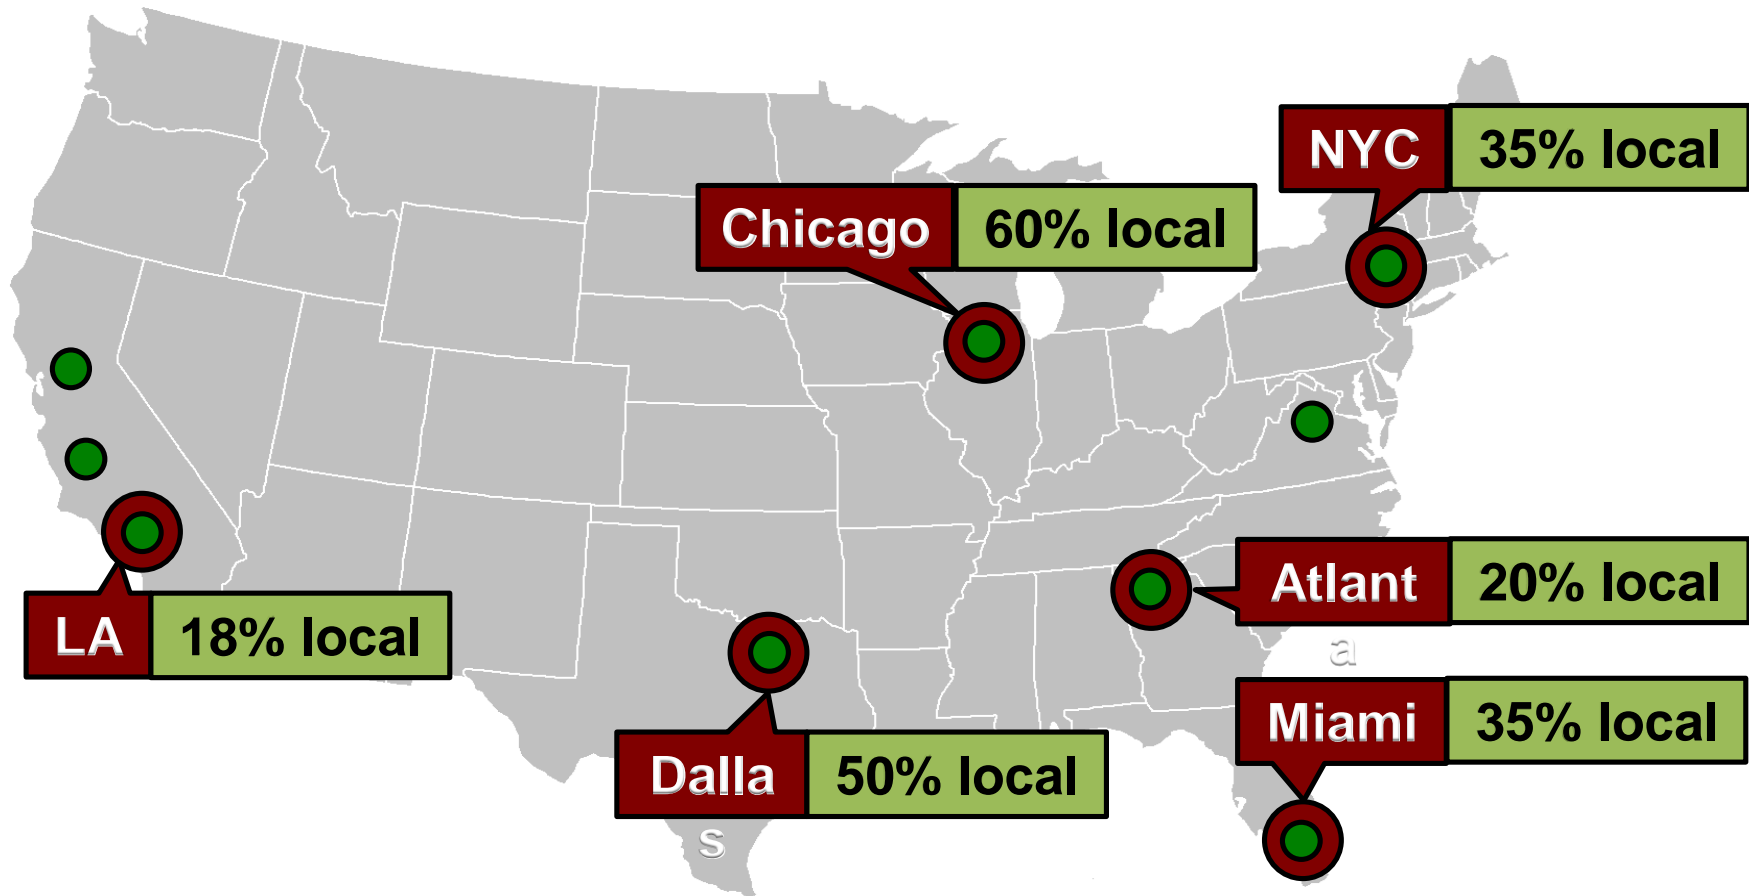 NYC 35% local
Chicago 60% local
Atlant 20% local
a
LA 18% local
Miami 35% local
Dalla 50% local
s